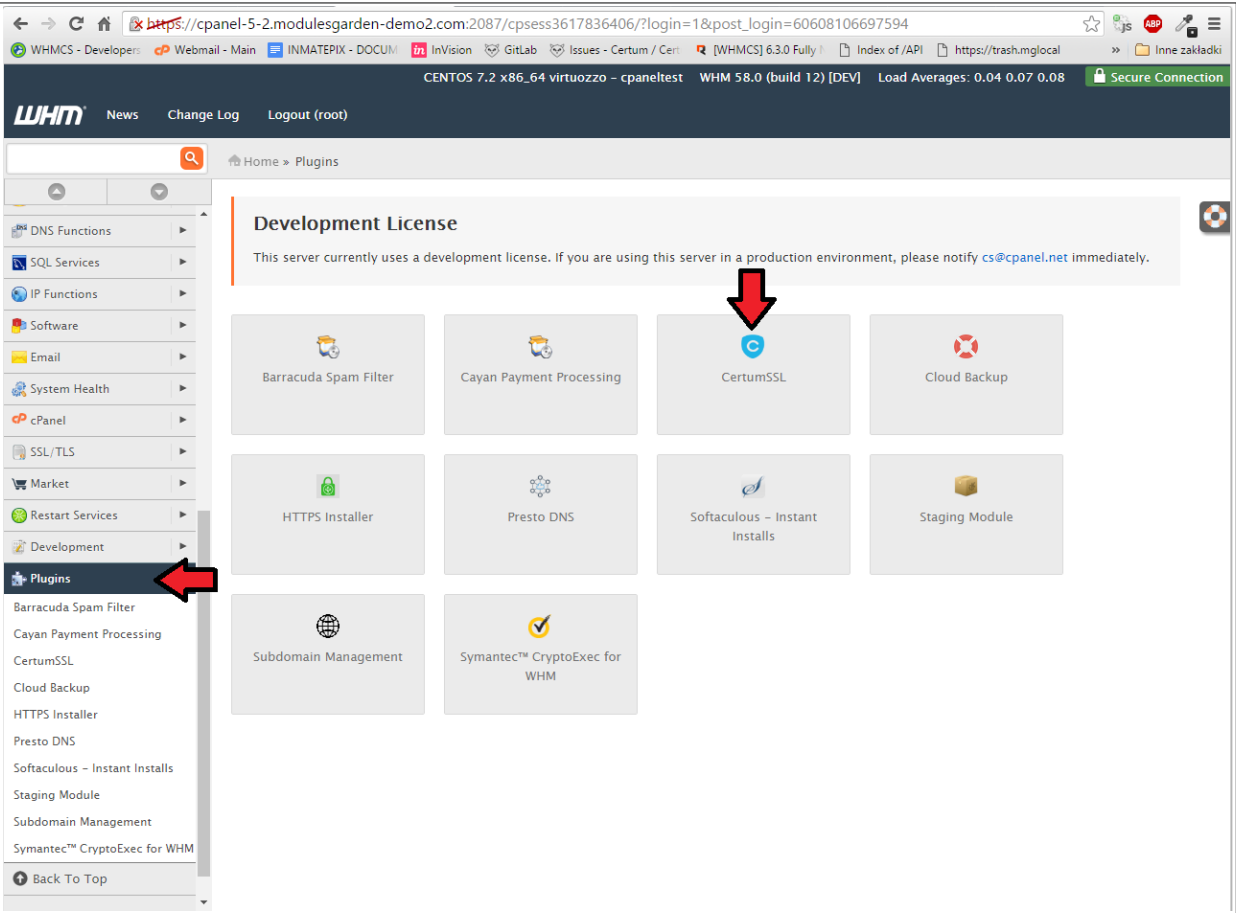 https://cpanel-5-2.modulesgarden-demo2.com:2087/cpsess3617836406/?login=1&post_login=60608106697594
JS ABP
WHMCS - Developers cP Webmail - Main INMATEPIX - DOCUM in InVision GitLab Issues - Certum / Cert [WHMCS] 6.3.0 Fully Index of /API https://trash.mglocal » Inne zakładki
CENTOS 7.2 x86_64 virtuozzo – cpaneltest WHM 58.0 (build 12) [DEV] Load Averages: 0.04 0.07 0.08 Secure Connection
WHM News Change Log Logout (root)
Home » Plugins
DNS Functions
SQL Services
IP Functions
Software
Email
System Health
cP cPanel
SSL/TLS
Market
Restart Services
Development
Plugins
Barracuda Spam Filter
Cayan Payment Processing
CertumSSL
Cloud Backup
HTTPS Installer
Presto DNS
Softaculous – Instant Installs
Staging Module
Subdomain Management
Symantec™ CryptoExec for WHM
Back To Top
Development License
This server currently uses a development license. If you are using this server in a production environment, please notify cs@cpanel.net immediately.
Barracuda Spam Filter
Cayan Payment Processing
C
CertumSSL
Cloud Backup
HTTPS Installer
Presto DNS
Softaculous – Instant
Installs
Staging Module
Subdomain Management
Symantec™ CryptoExec for
WHM